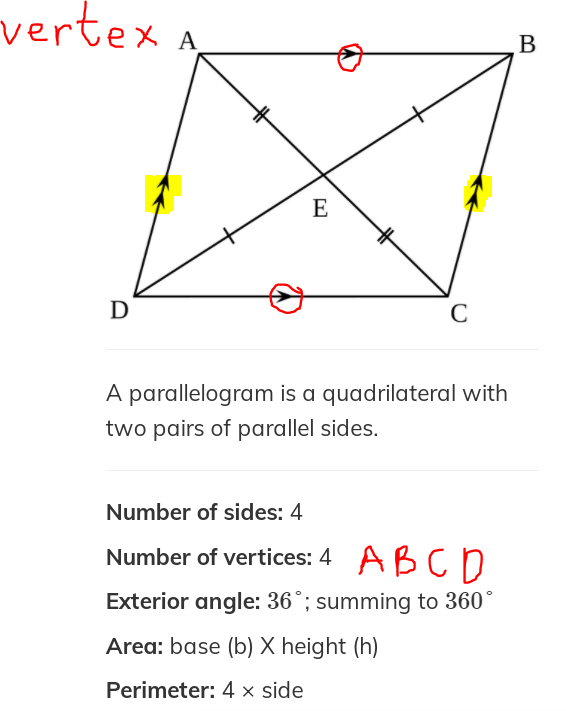 vertex A B
E
D C
A parallelogram is a quadrilateral with
two pairs of parallel sides.
Number of sides: 4
Number of vertices: 4 A B C D
Exterior angle: 36°; summing to 360°
Area: base (b) X height (h)
Perimeter: 4 × side